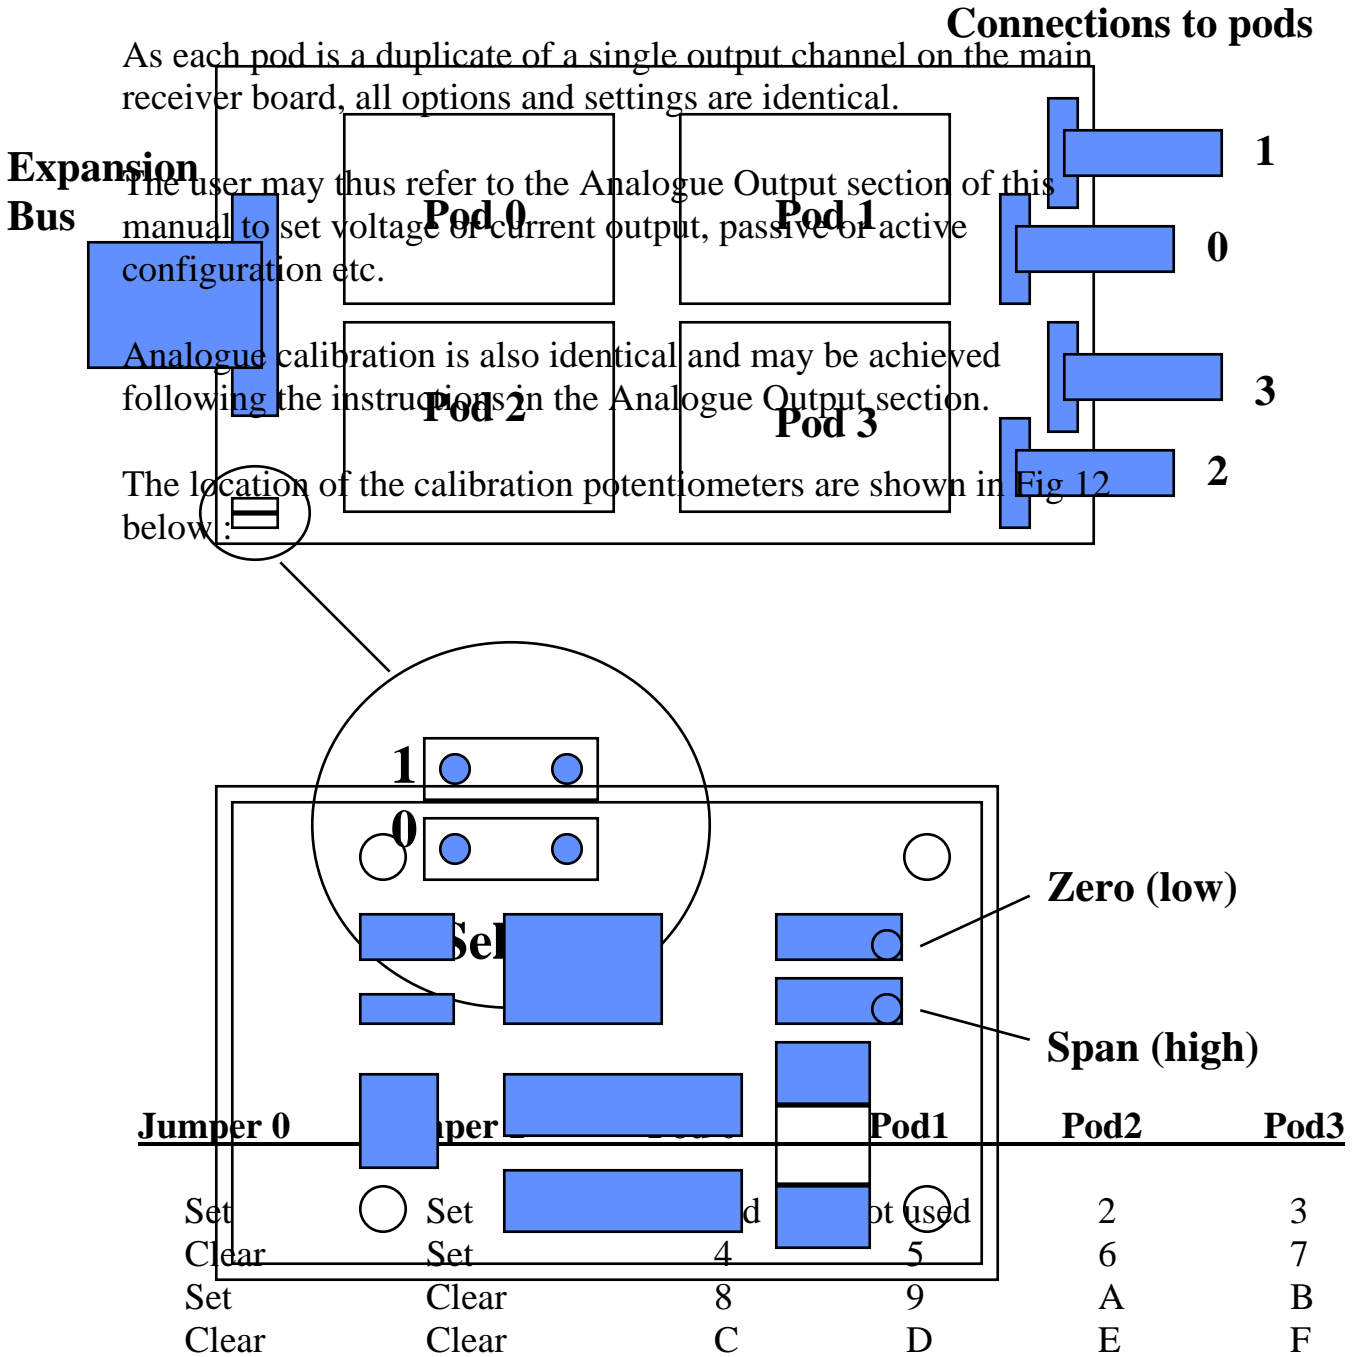 Connections to pods
As each pod is a duplicate of a single output channel on the main
receiver board, all options and settings are identical.
1
Expansion
Bus
The user may thus refer to the Analogue Output section of this
manual to set voltage or current output, passive or active
configuration etc.
Pod 0
Pod 1
0
Analogue calibration is also identical and may be achieved
following the instructions in the Analogue Output section.
Pod 2
Pod 3
3
2
The location of the calibration potentiometers are shown in Fig 12
below :
1
0
Zero (low)
Span (high)
Jumper 0 Pod1 Pod2 Pod3
Set Set used 2 3
Clear Set 4 5 6 7
Set Clear 8 9 A B
Clear Clear C D E F